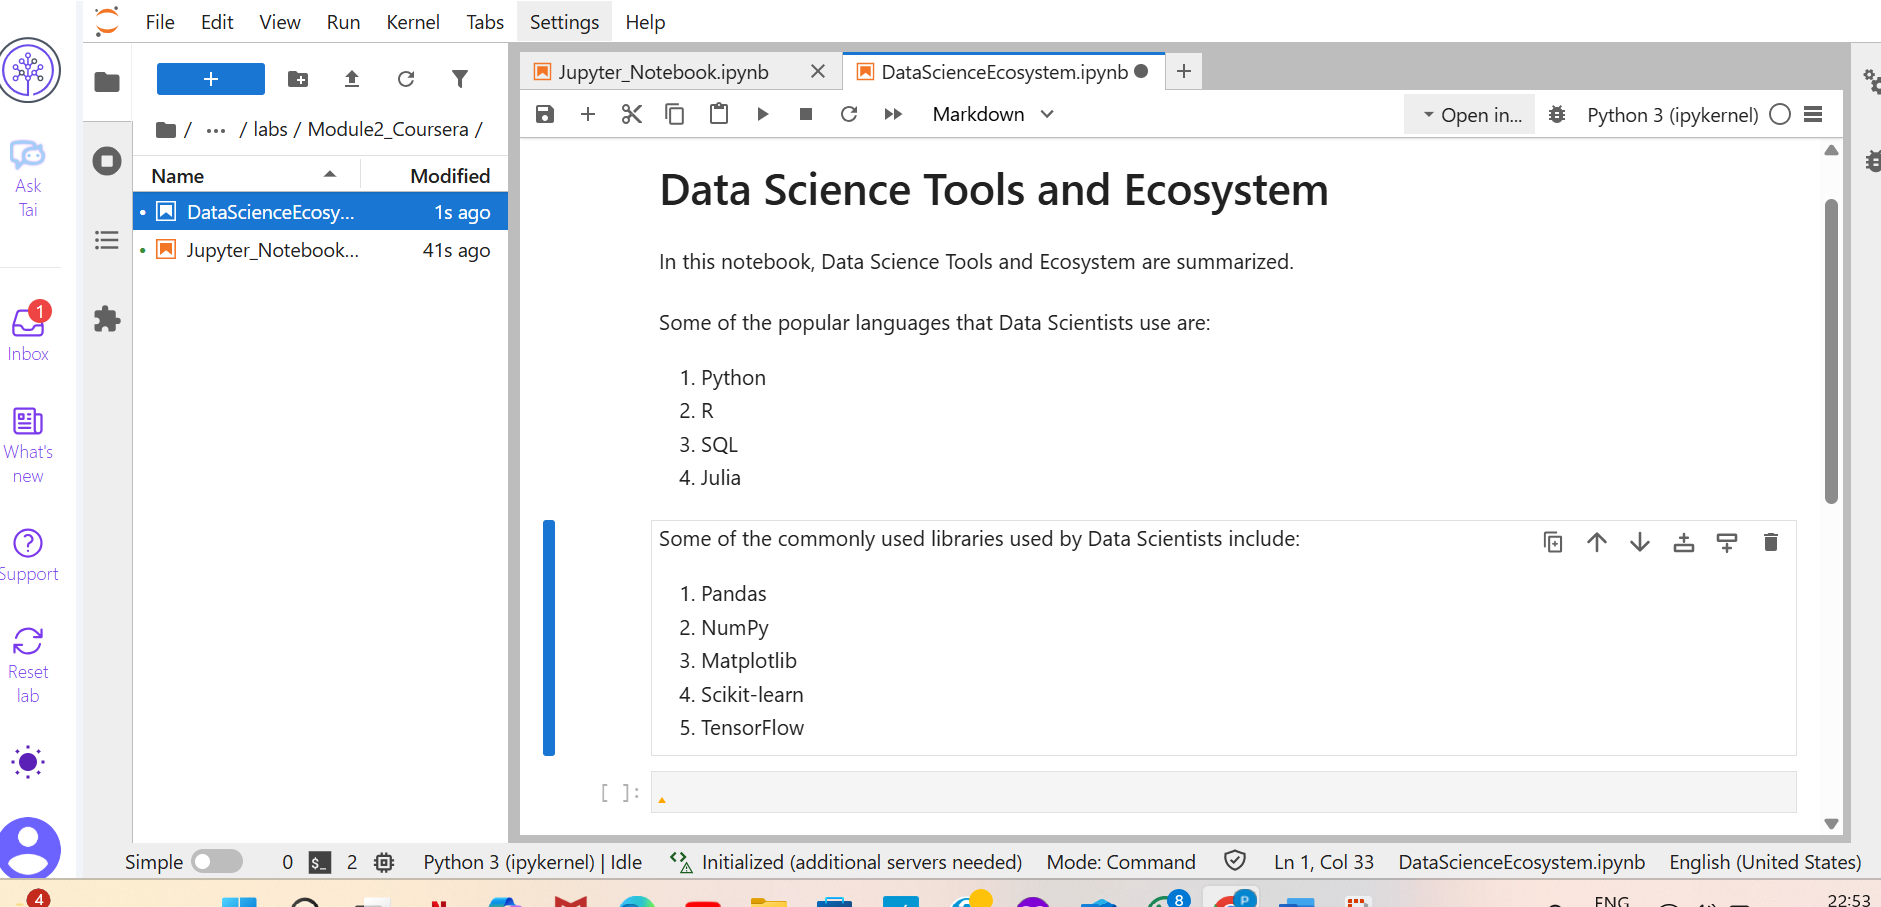 File Edit View Run Kernel Tabs Settings Help
Ask
Tai
1
Inbox
What's
new
Support
Reset
lab
+
/ ... / labs / Module2_Coursera /
Name Modified
DataScienceEcosy... 1s ago
Jupyter_Notebook... 41s ago
Jupyter_Notebook.ipynb
DataScienceEcosystem.ipynb
Markdown
Open in...
Python 3 (ipykernel)
Data Science Tools and Ecosystem
In this notebook, Data Science Tools and Ecosystem are summarized.
Some of the popular languages that Data Scientists use are:
1. Python
2. R
3. SQL
4. Julia
Some of the commonly used libraries used by Data Scientists include:
1. Pandas
2. NumPy
3. Matplotlib
4. Scikit-learn
5. TensorFlow
[ ]:
Simple 0 $_ 2 Python 3 (ipykernel) | Idle Initialized (additional servers needed) Mode: Command Ln 1, Col 33 DataScienceEcosystem.ipynb English (United States)
4 8 P ENG 22:53